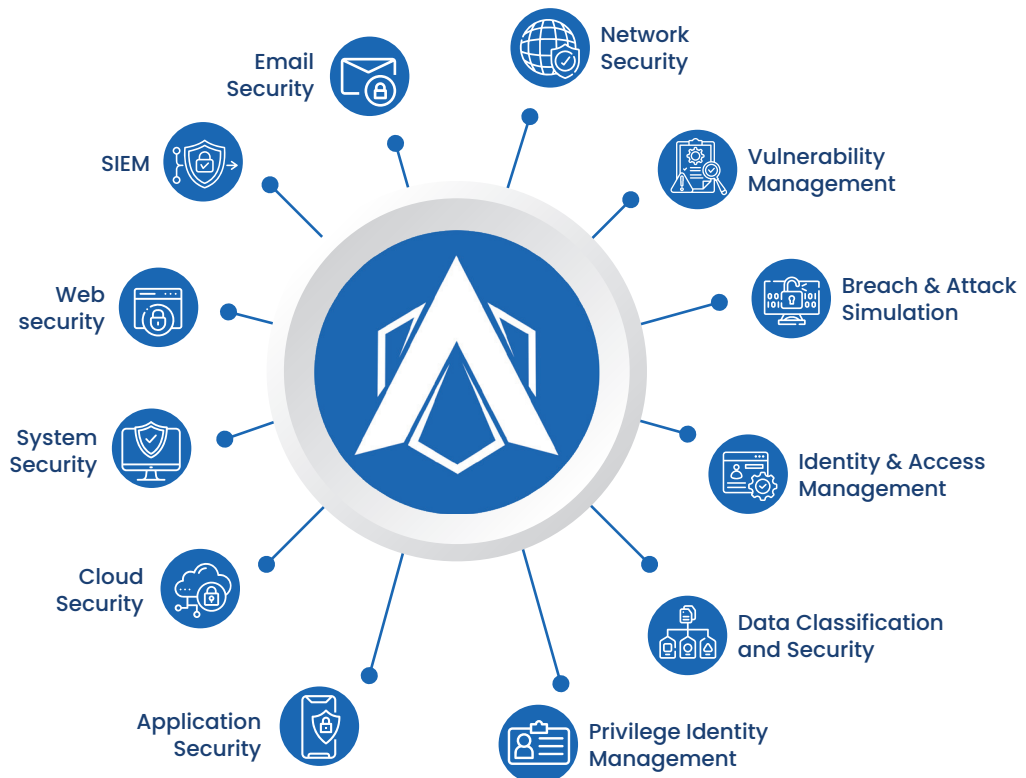 Network
Security
Email
Security
Vulnerability
Management
SIEM
Breach & Attack
Simulation
Web
security
Identity & Access
Management
System
Security
Cloud
Security
Data Classification
and Security
Application
Security
Privilege Identity
Management